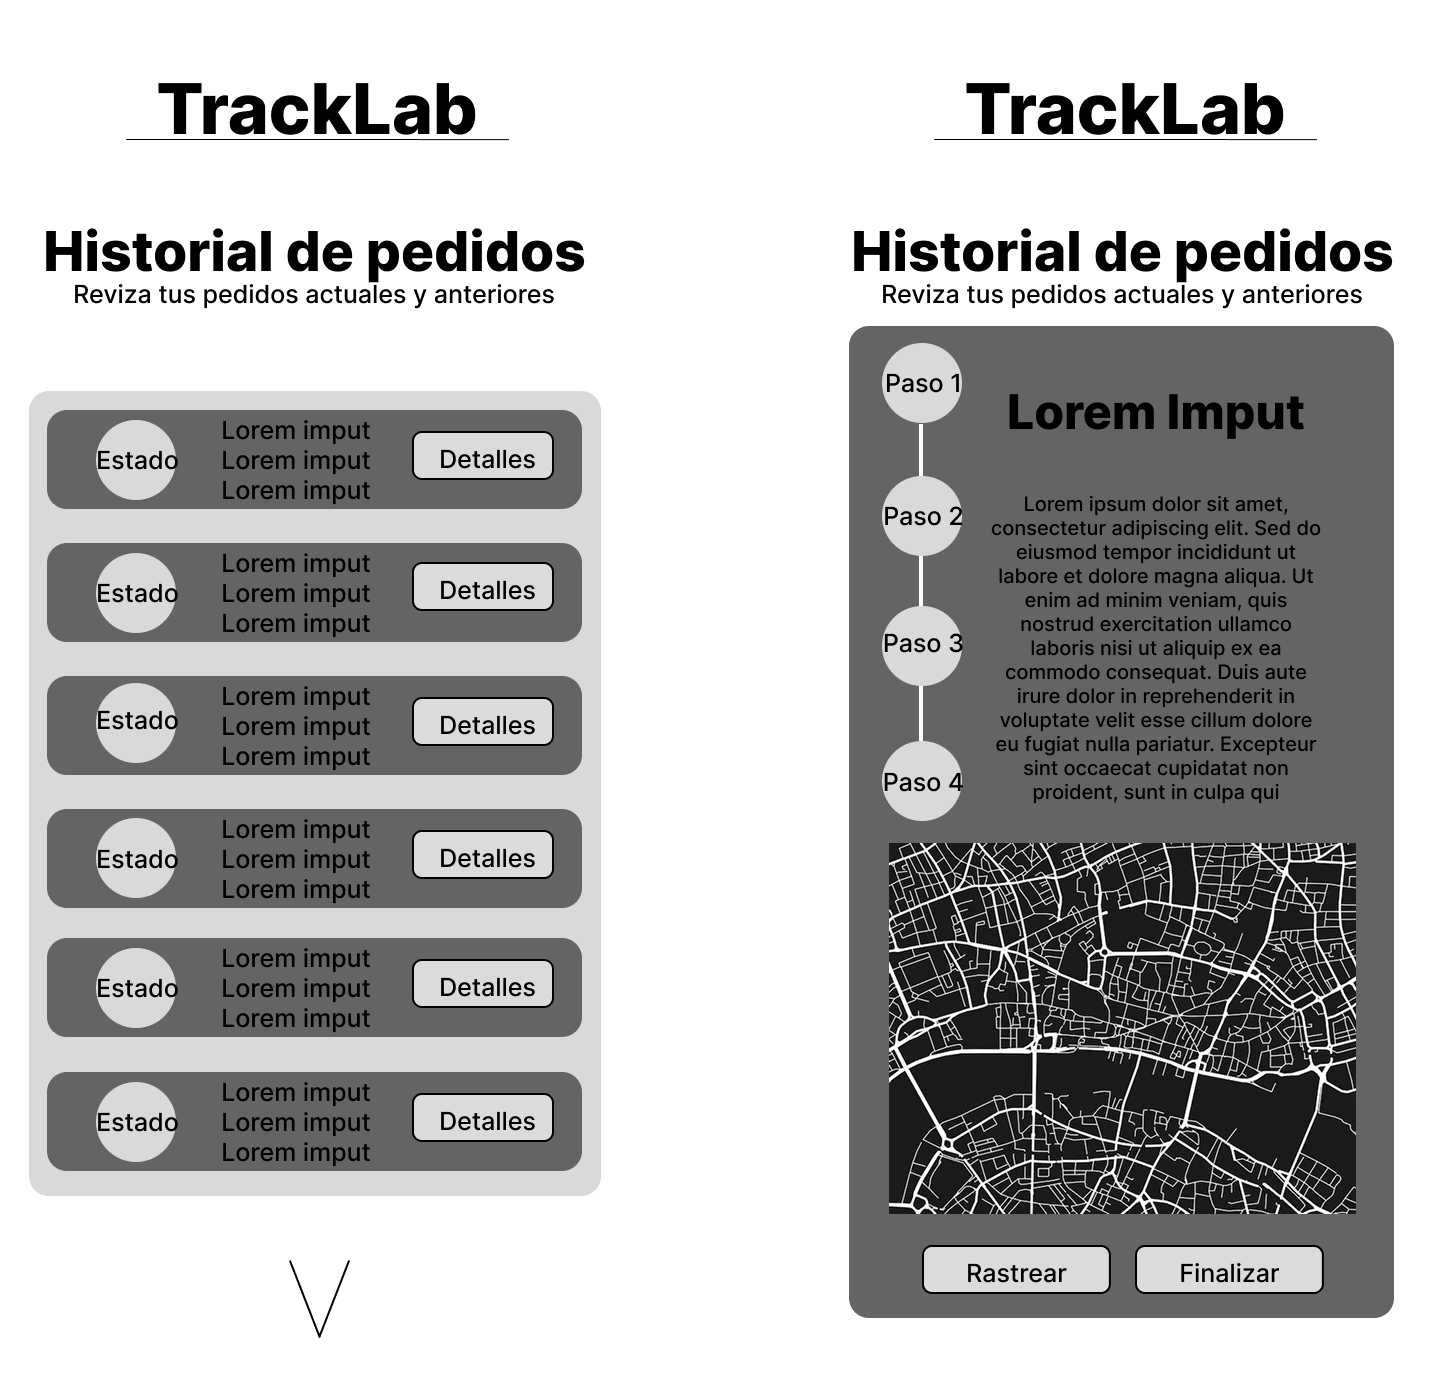 TrackLab
Historial de pedidos
Reviza tus pedidos actuales y anteriores
Estado
Lorem imput
Lorem imput
Lorem imput
Detalles
Estado
Lorem imput
Lorem imput
Lorem imput
Detalles
Estado
Lorem imput
Lorem imput
Lorem imput
Detalles
Estado
Lorem imput
Lorem imput
Lorem imput
Detalles
Estado
Lorem imput
Lorem imput
Lorem imput
Detalles
Estado
Lorem imput
Lorem imput
Lorem imput
Detalles
TrackLab
Historial de pedidos
Reviza tus pedidos actuales y anteriores
Paso 1
Paso 2
Paso 3
Paso 4
Lorem Imput
Lorem ipsum dolor sit amet,
consectetur adipiscing elit. Sed do
eiusmod tempor incididunt ut
labore et dolore magna aliqua. Ut
enim ad minim veniam, quis
nostrud exercitation ullamco
laboris nisi ut aliquip ex ea
commodo consequat. Duis aute
irure dolor in reprehenderit in
voluptate velit esse cillum dolore
eu fugiat nulla pariatur. Excepteur
sint occaecat cupidatat non
proident, sunt in culpa qui
Rastrear
Finalizar